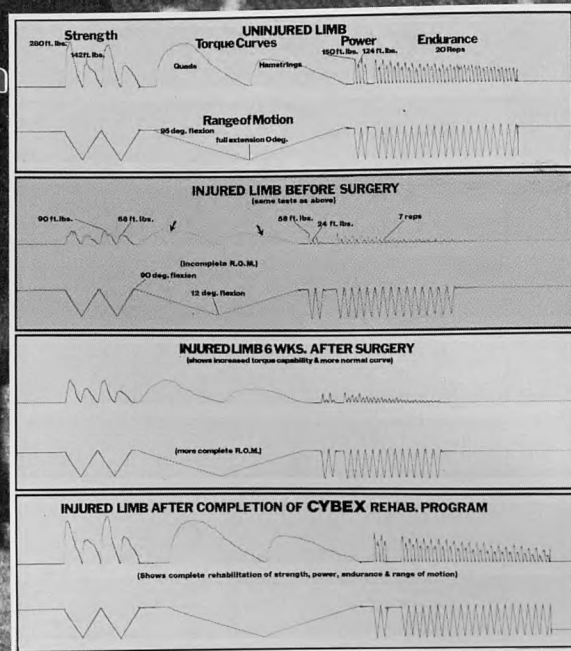 UNINJURED LIMB
Strength
Torque Curves
Power
Endurance
280 ft. lbs.
142 ft. lbs.
150 ft. lbs.
124 ft. lbs.
20 Reps
Quads
Hamstrings
Range of Motion
95 deg. flexion
full extension 0 deg.
INJURED LIMB BEFORE SURGERY
(same tests as above)
90 ft. lbs.
68 ft. lbs.
58 ft. lbs.
24 ft. lbs.
7 reps
(incomplete R.O.M.)
90 deg. flexion
12 deg. flexion
INJURED LIMB 6 WKS. AFTER SURGERY
(shows increased torque capability & more normal curve)
(more complete R.O.M.)
INJURED LIMB AFTER COMPLETION OF CYBEX REHAB. PROGRAM
(Shows complete rehabilitation of strength, power, endurance & range of motion)